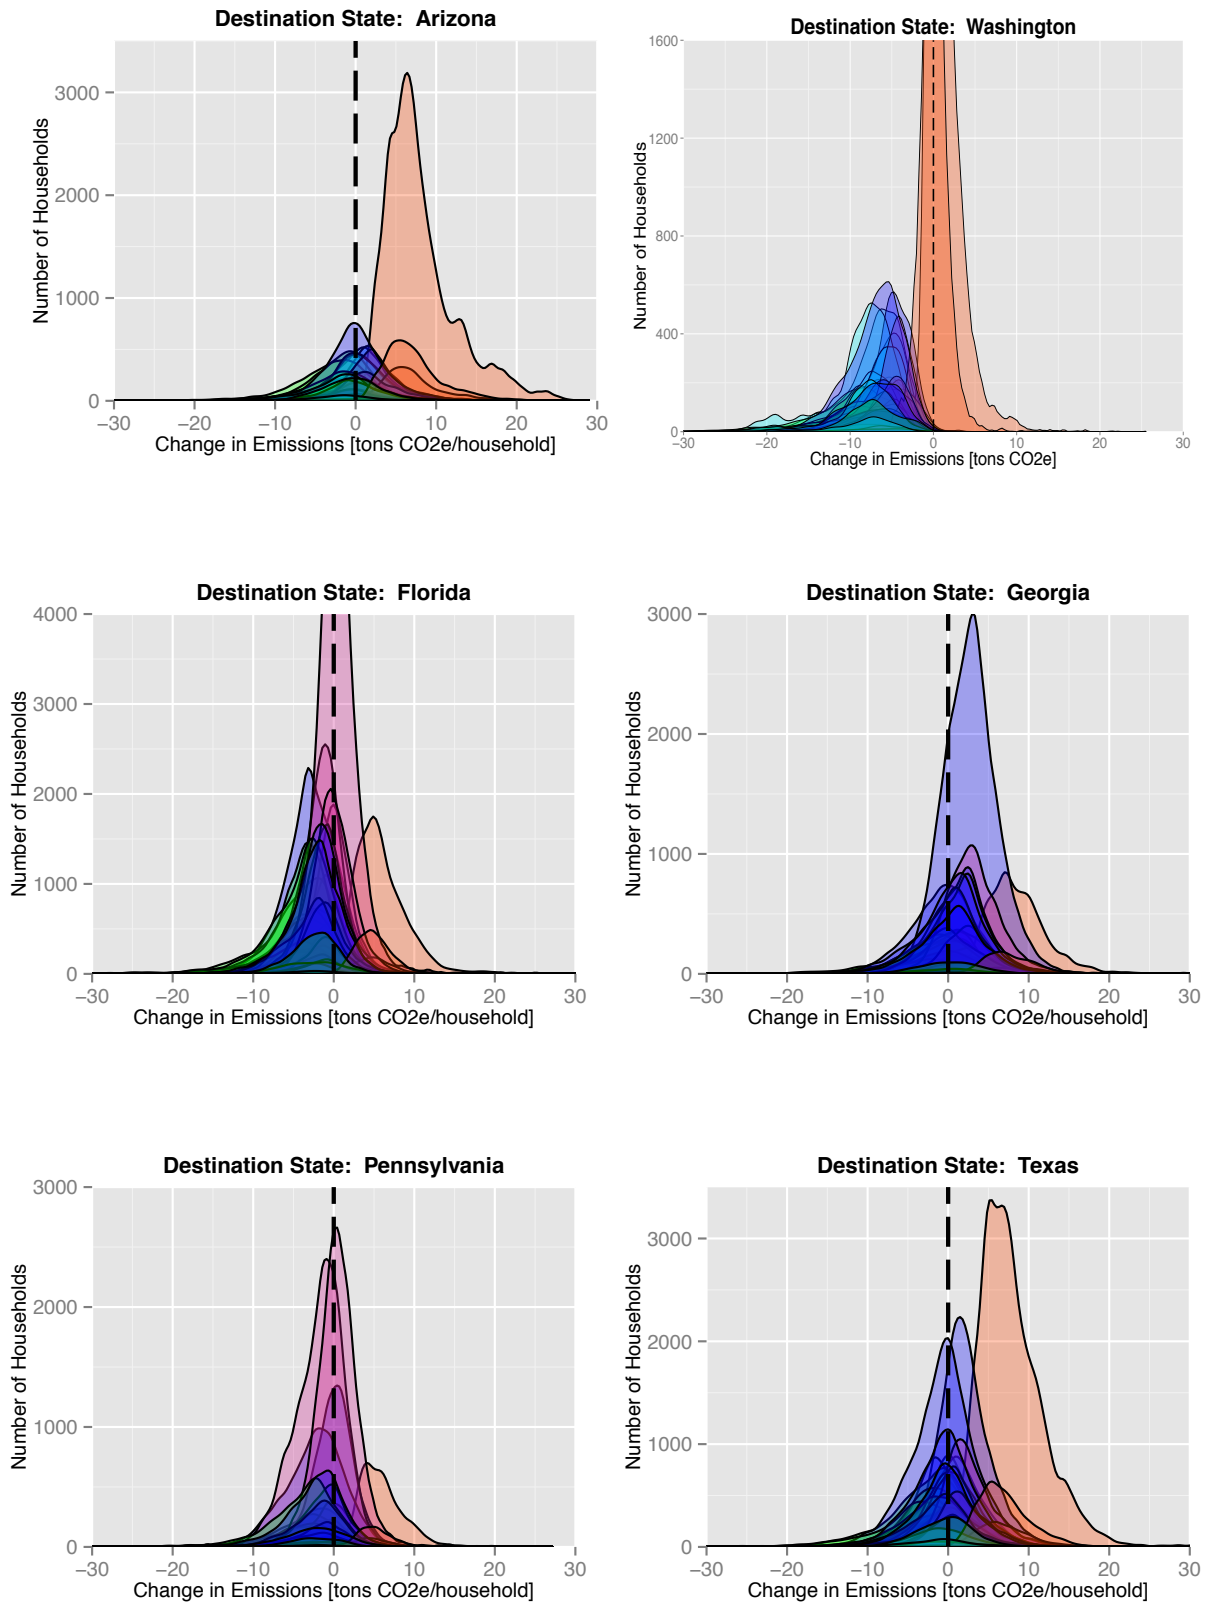 Destination State:  Arizona
Number of Households
3000
2000
1000
0
−30 −20 −10 0 10 20 30
Change in Emissions [tons CO2e/household]
Destination State:  Washington
Number of Households
1600
1200
800
400
0
−30 −20 −10 0 10 20 30
Change in Emissions [tons CO2e]
Destination State:  Florida
Number of Households
4000
3000
2000
1000
0
−30 −20 −10 0 10 20 30
Change in Emissions [tons CO2e/household]
Destination State:  Georgia
Number of Households
3000
2000
1000
0
−30 −20 −10 0 10 20 30
Change in Emissions [tons CO2e/household]
Destination State:  Pennsylvania
Number of Households
3000
2000
1000
0
−30 −20 −10 0 10 20 30
Change in Emissions [tons CO2e/household]
Destination State:  Texas
Number of Households
3000
2000
1000
0
−30 −20 −10 0 10 20 30
Change in Emissions [tons CO2e/household]